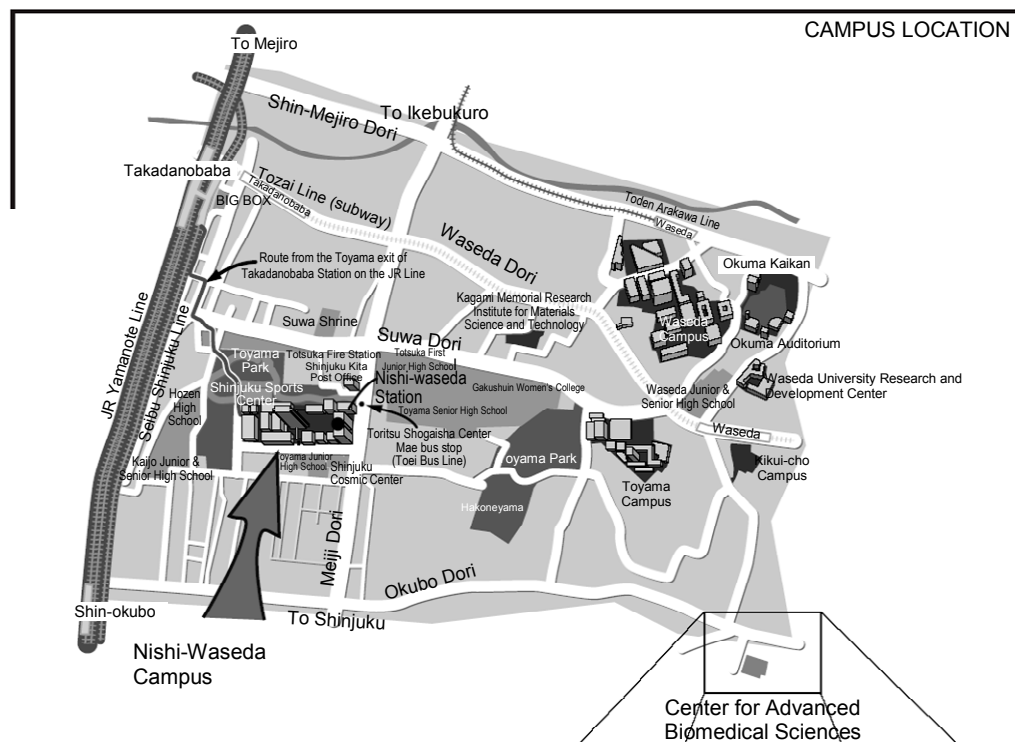 CAMPUS LOCATION
To Mejiro
To Ikebukuro
Shin-Mejiro Dori
Takadanobaba
Tozai Line (subway)
Takadanobaba
BIG BOX
Toden Arakawa Line
Waseda
Waseda Dori
Route from the Toyama exit of
Takadanobaba Station on the JR Line
Okuma Kaikan
Kagami Memorial Research
Institute for Materials
Science and Technology
Suwa Shrine
Suwa Dori
Waseda
Campus
Okuma Auditorium
JR Yamanote Line
Seibu Shinjuku Line
Toyama
Park
Totsuka Fire Station
Shinjuku Kita
Post Office
Totsuka First
Junior High School
Nishi-waseda
Station
Gakushuin Women's College
Waseda Junior &
Senior High School
Waseda University Research and
Development Center
Shinjuku Sports
Center
Hozen
High
School
Toyama Senior High School
Toritsu Shogaisha Center
Mae bus stop
(Toei Bus Line)
Waseda
Kaijo Junior &
Senior High School
Toyama Junior
High School
Shinjuku
Cosmic Center
Toyama Park
Toyama
Campus
Kikui-cho
Campus
Hakoneyama
Meiji Dori
Okubo Dori
Shin-okubo
To Shinjuku
Nishi-Waseda
Campus
Center for Advanced
Biomedical Sciences